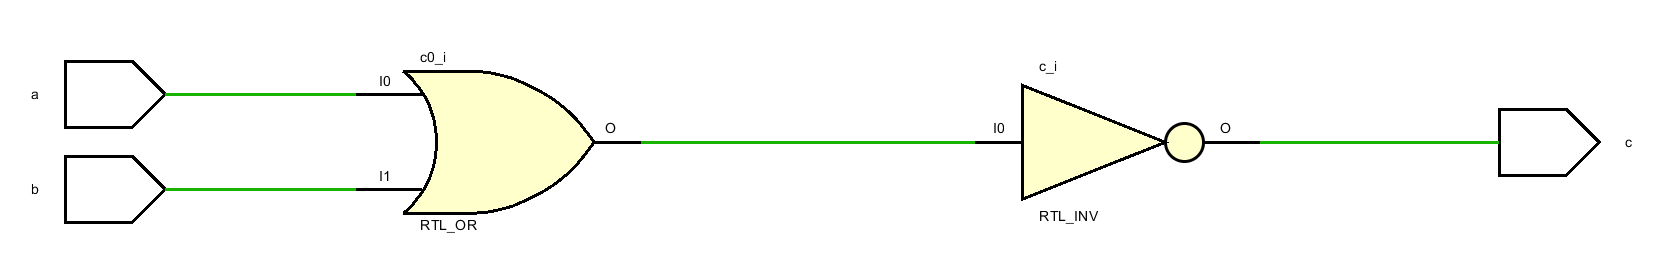 c0_i
a
I0
O
b
I1
RTL_OR
c_i
I0
O
RTL_INV
c